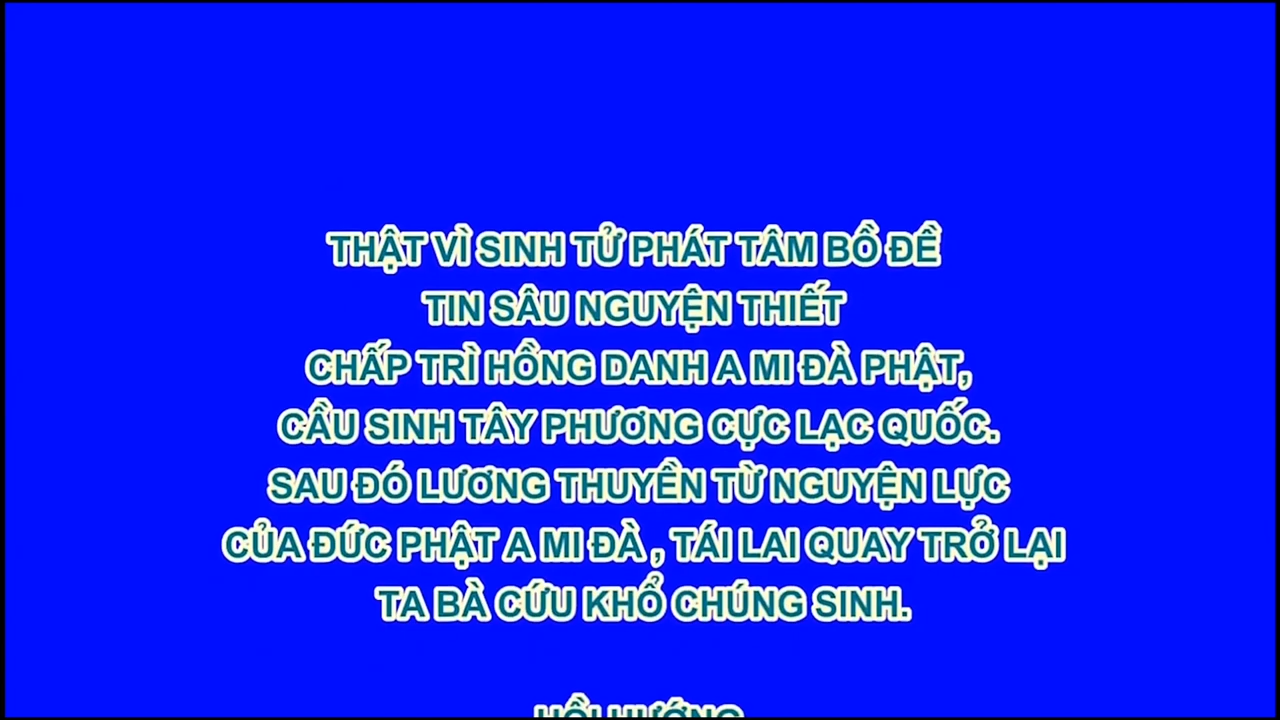 THẬT VÌ SINH TỬ PHÁT TÂM BỒ ĐỀ
TIN SÂU NGUYỆN THIẾT
CHẤP TRÌ HỒNG DANH A MI ĐÀ PHẬT,
CẦU SINH TÂY PHƯƠNG CỰC LẠC QUỐC.
SAU ĐÓ LƯƠNG THUYỀN TỪ NGUYỆN LỰC
CỦA ĐỨC PHẬT A MI ĐÀ , TÁI LAI QUAY TRỞ LẠI
TA BÀ CỨU KHỔ CHÚNG SINH.
HỒI HƯỚNG